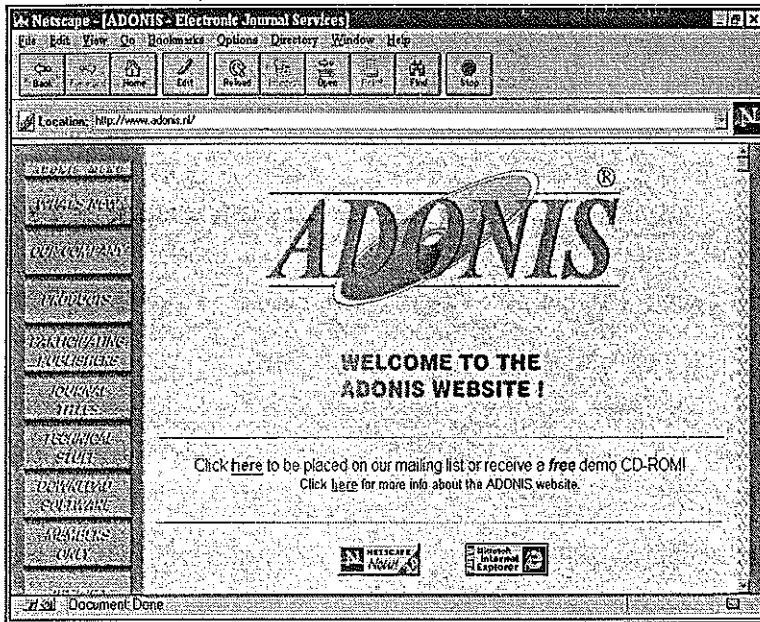 Netscape - [ADONIS - Electronic Journal Services]
File Edit View Go Bookmarks Options Directory Window Help
Back Home Edit Reload Open Print Find Stop
Location: http://www.adonis.nl/
N
WHAT'S NEW
OUR COMPANY
PRODUCTS
PARTICIPATING
PUBLISHERS
JOURNAL
TITLES
TECHNICAL
STUFF
DOWNLOAD
SOFTWARE
MEMBERS
ONLY
ADONIS®
WELCOME TO THE
ADONIS WEBSITE !
Click here to be placed on our mailing list or receive a free demo CD-ROM!
Click here for more info about the ADONIS website.
N NETSCAPE
Microsoft
Internet
Explorer
Document: Done